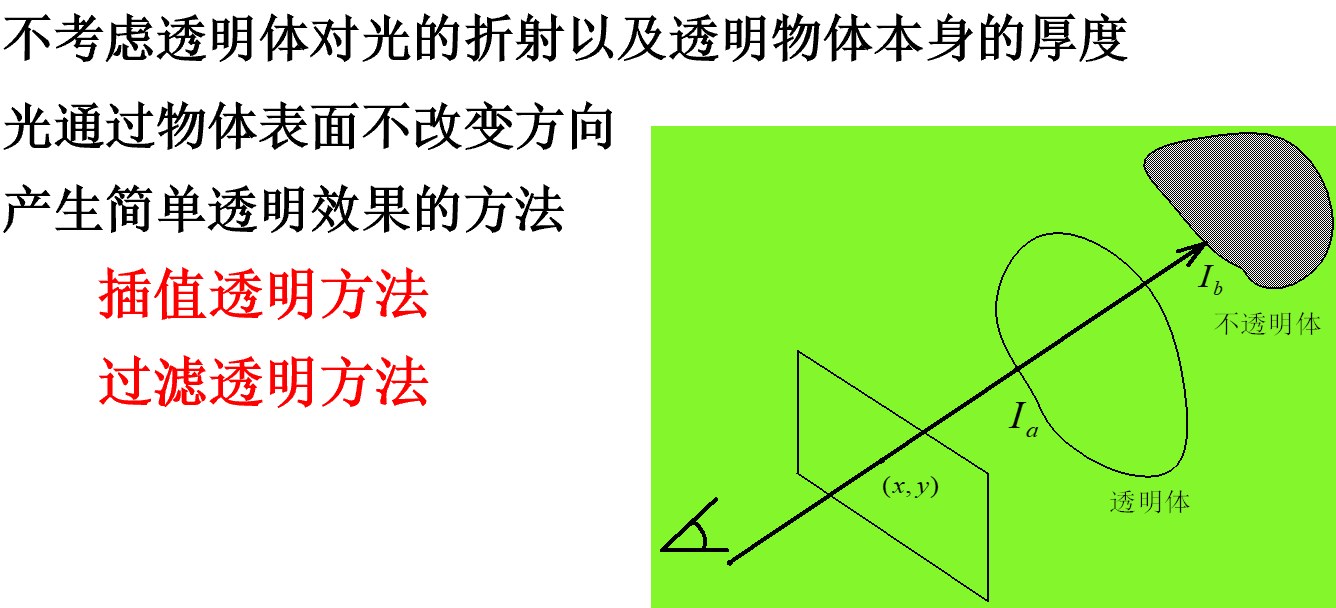 不考虑透明体对光的折射以及透明物体本身的厚度
光通过物体表面不改变方向
产生简单透明效果的方法
插值透明方法
过滤透明方法
I_b
不透明体
I_a
(x, y)
透明体